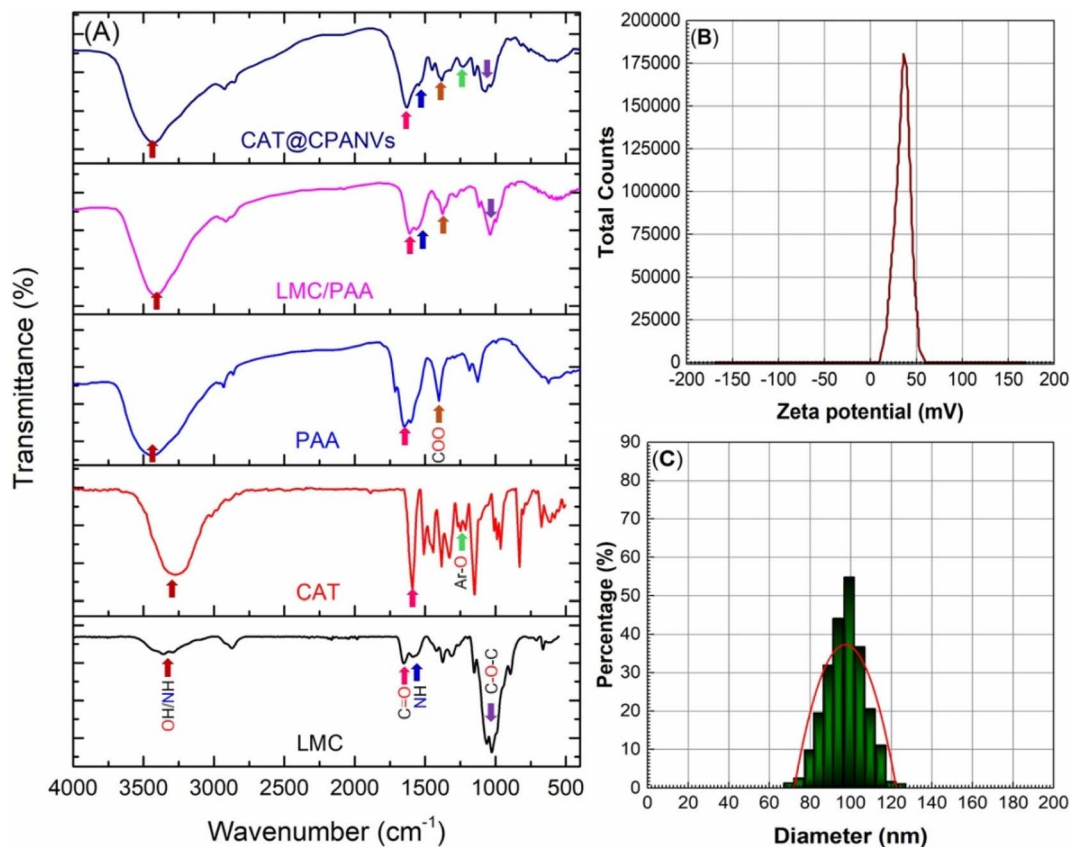 (A)
Transmittance (%)
CAT@CPANVs
LMC/PAA
PAA
COO
CAT
Ar-O
LMC
OH/NH
C=O
NH
C-O-C
4000 3500 3000 2500 2000 1500 1000 500
Wavenumber (cm-1)
(B)
Total Counts
200000
175000
150000
125000
100000
75000
50000
25000
0
-200 -150 -100 -50 0 50 100 150 200
Zeta potential (mV)
(C)
Percentage (%)
90
80
70
60
50
40
30
20
10
0
0 20 40 60 80 100 120 140 160 200
Diameter (nm)